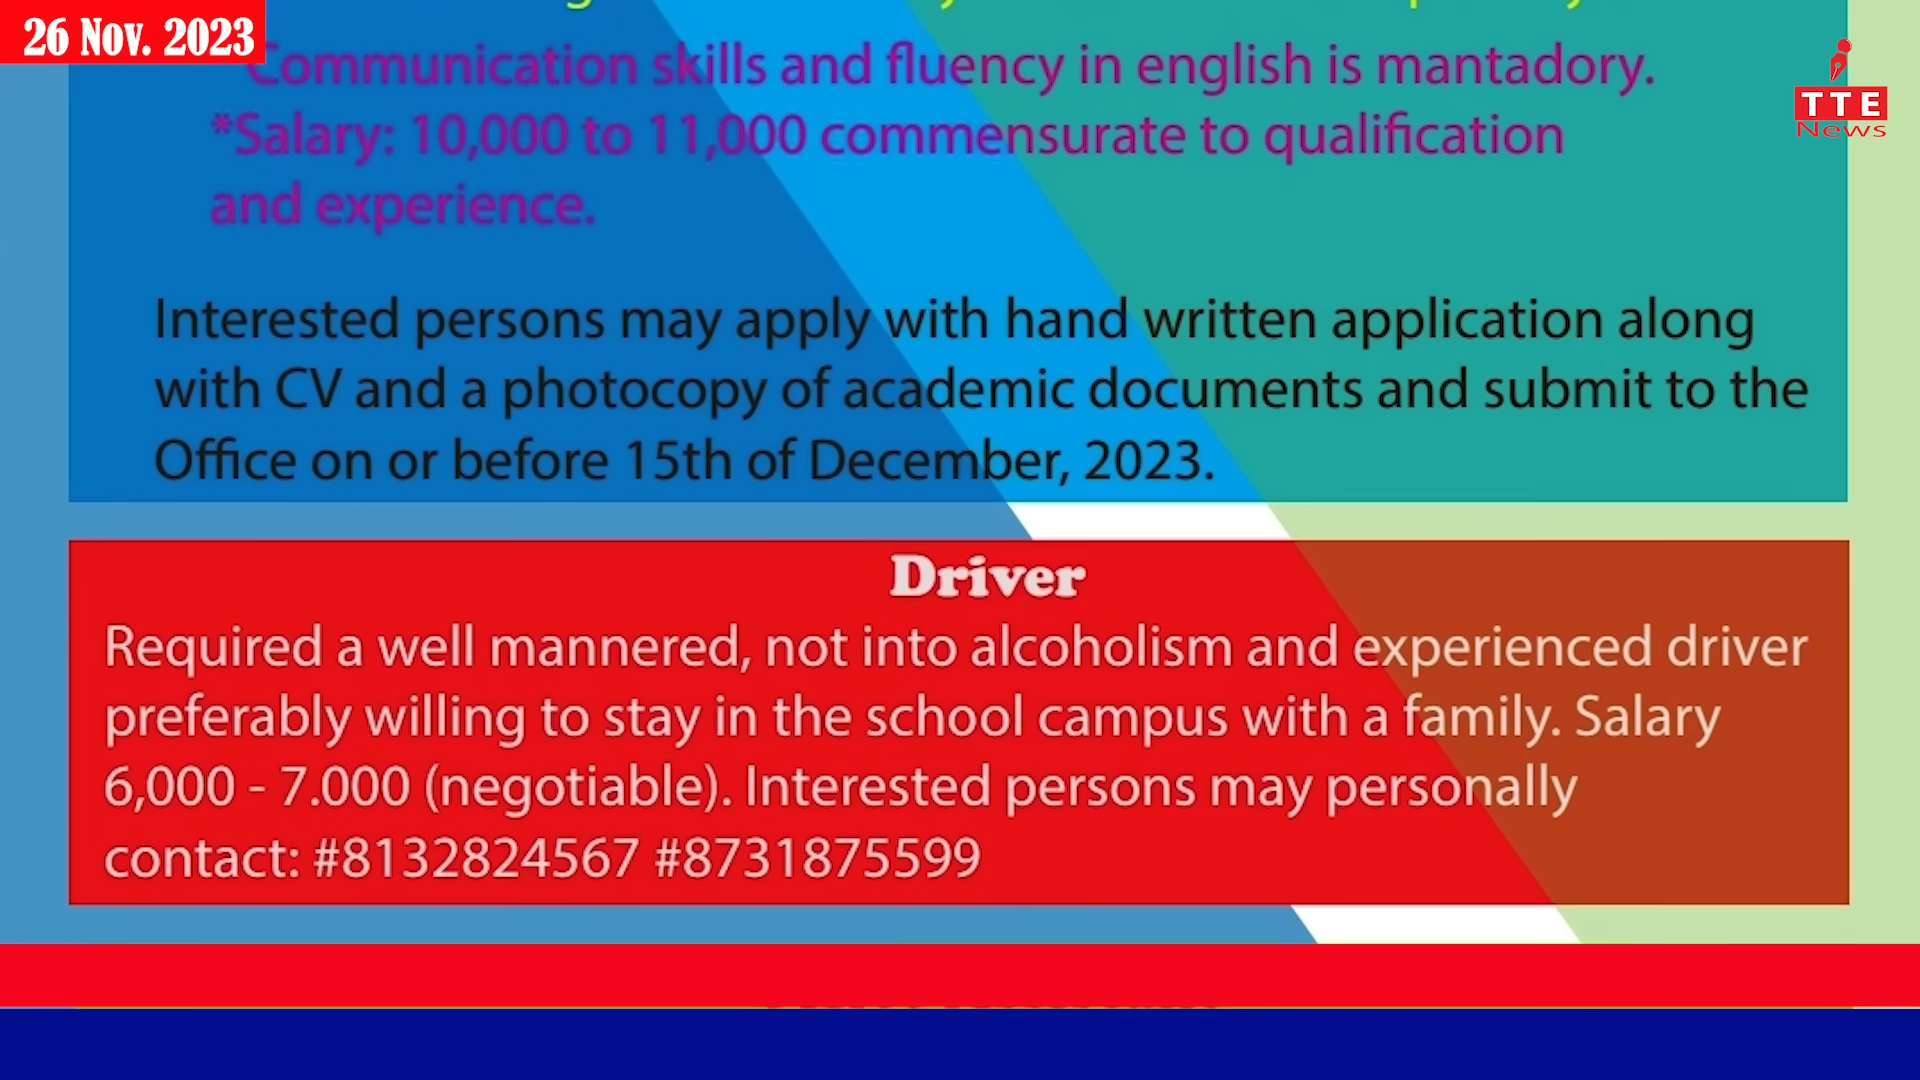 26 Nov. 2023
Communication skills and fluency in english is mantadory.
*Salary: 10,000 to 11,000 commensurate to qualification
and experience.
TTE
News
Interested persons may apply with hand written application along
with CV and a photocopy of academic documents and submit to the
Office on or before 15th of December, 2023.
Driver
Required a well mannered, not into alcoholism and experienced driver
preferably willing to stay in the school campus with a family. Salary
6,000 - 7.000 (negotiable). Interested persons may personally
contact: #8132824567 #8731875599